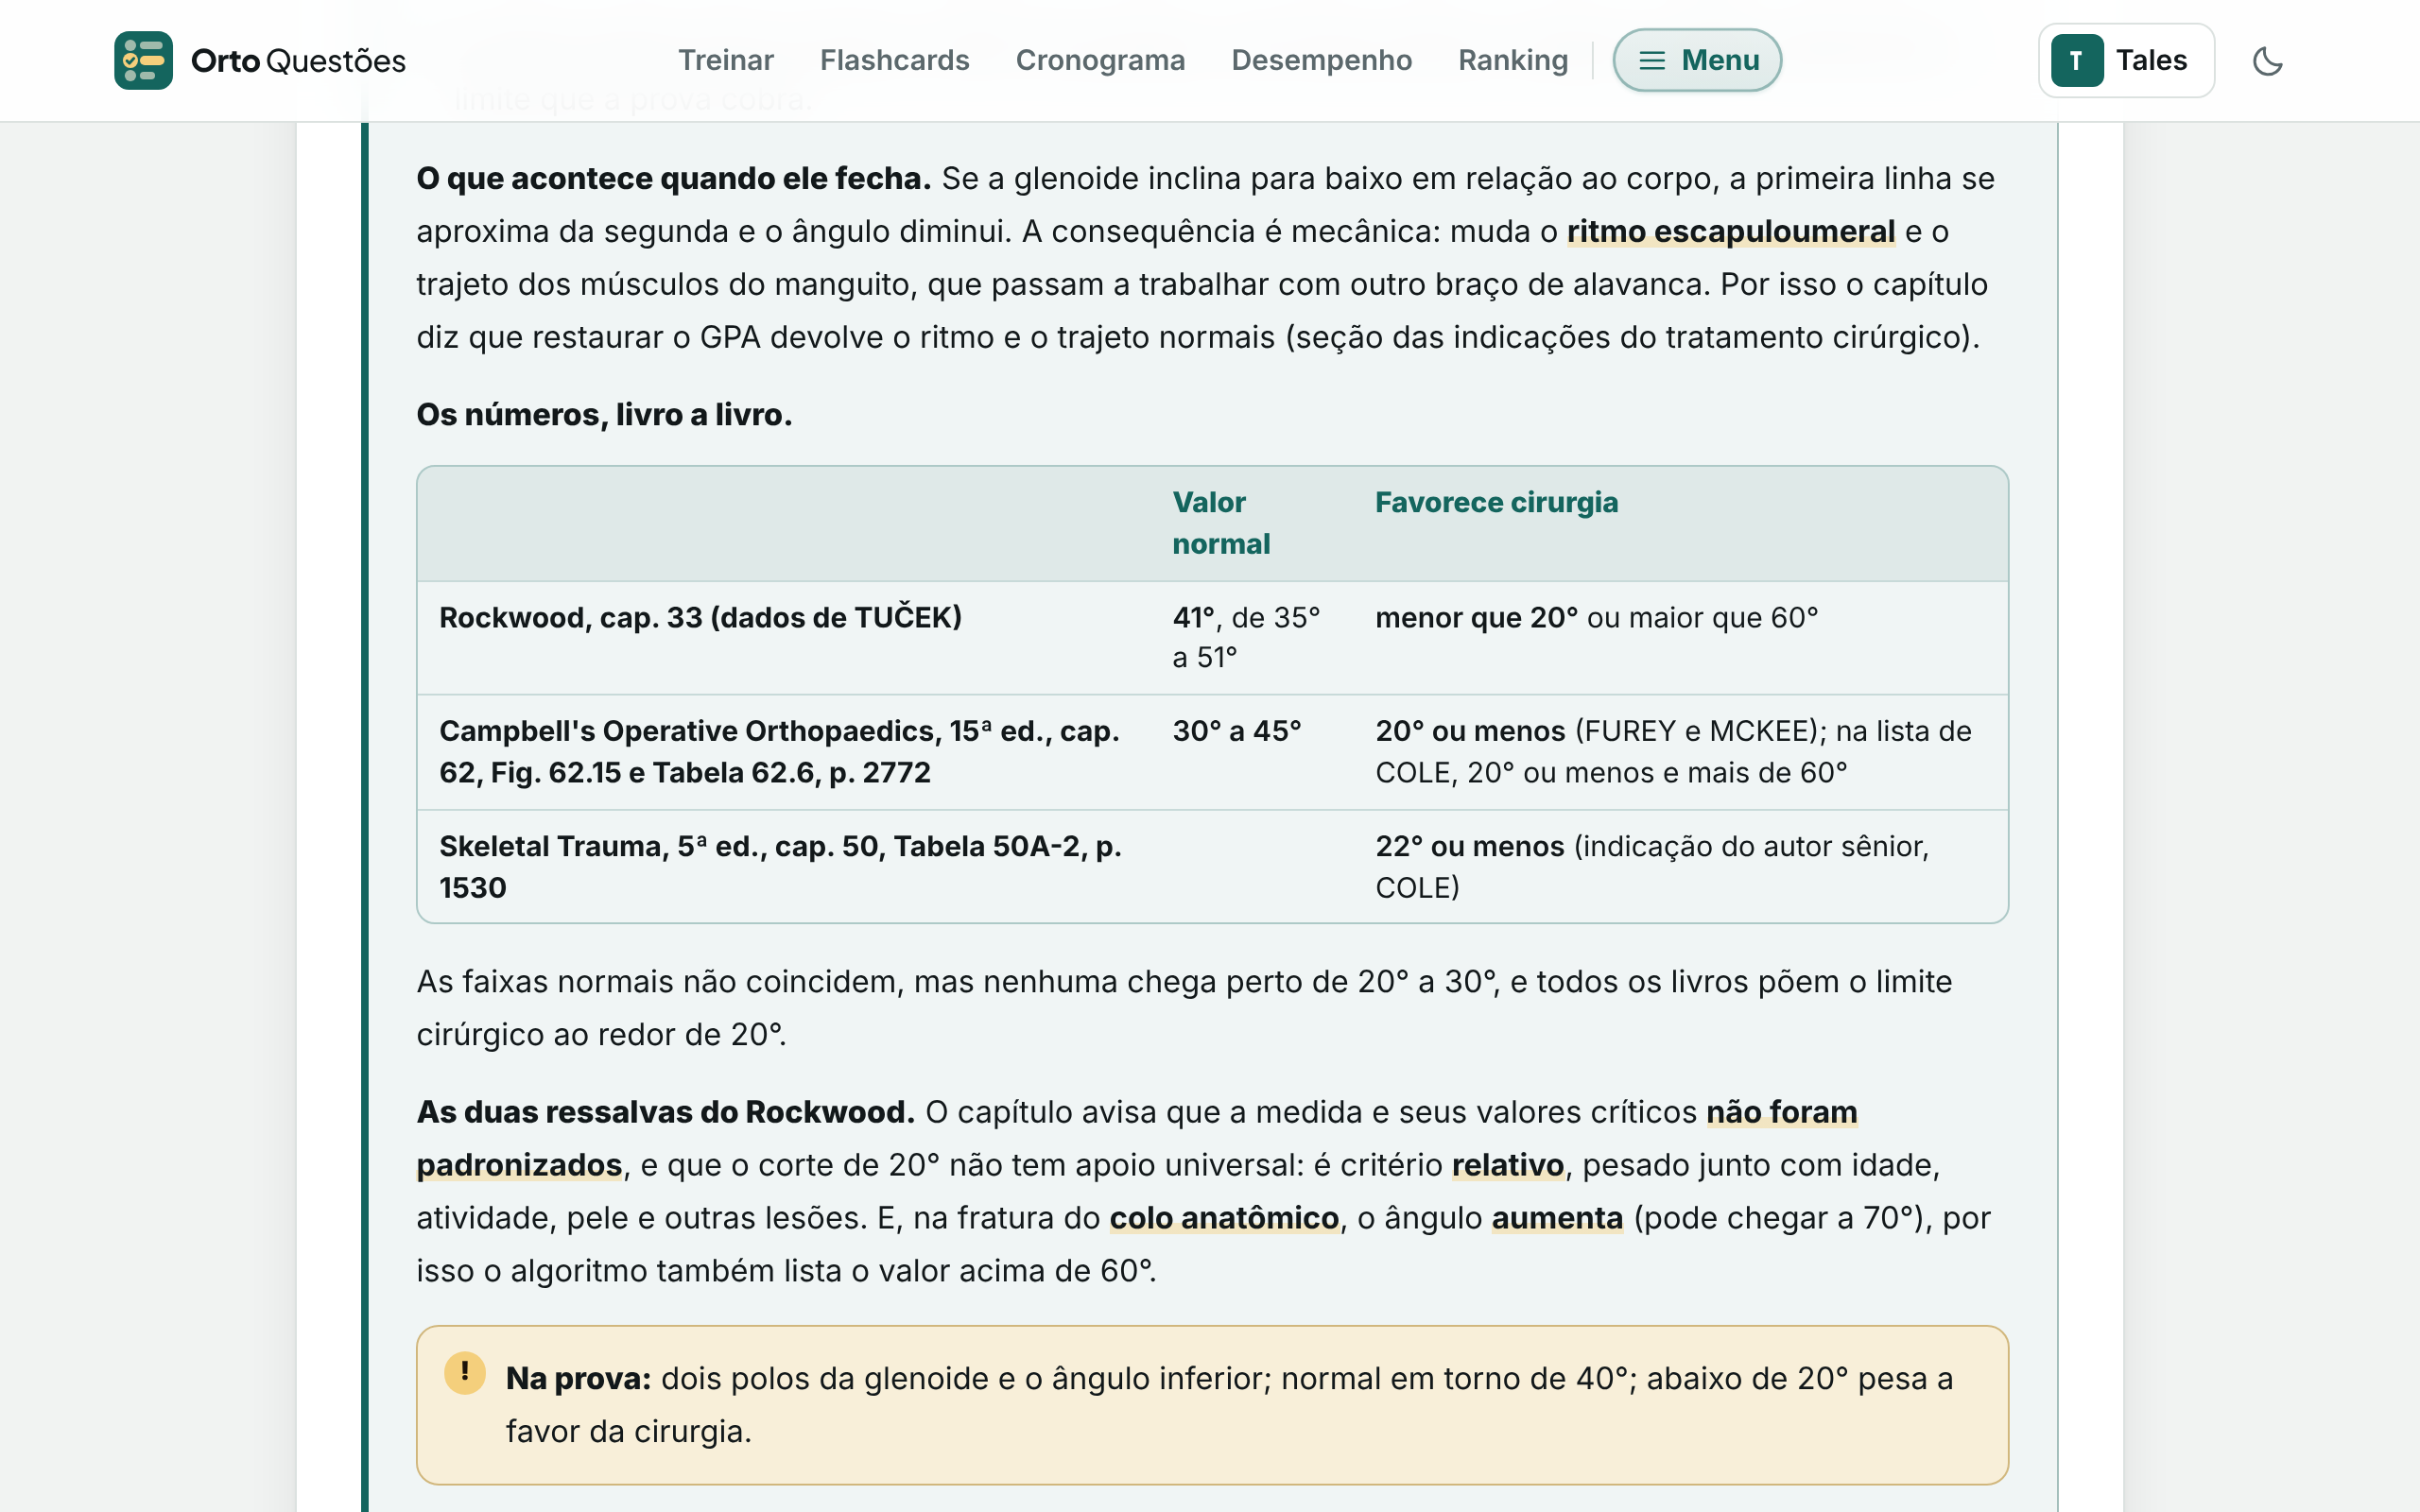 Orto Questões
Treinar
Flashcards
Cronograma
Desempenho
Ranking
Menu
T
Tales
limite que a prova cobra.
O que acontece quando ele fecha. Se a glenoide inclina para baixo em relação ao corpo, a primeira linha se
aproxima da segunda e o ângulo diminui. A consequência é mecânica: muda o ritmo escapuloumeral e o
trajeto dos músculos do manguito, que passam a trabalhar com outro braço de alavanca. Por isso o capítulo
diz que restaurar o GPA devolve o ritmo e o trajeto normais (seção das indicações do tratamento cirúrgico).
Os números, livro a livro.
Valor
normal
Favorece cirurgia
Rockwood, cap. 33 (dados de TUČEK)
41°, de 35°
a 51°
menor que 20° ou maior que 60°
Campbell's Operative Orthopaedics, 15ª ed., cap.
62, Fig. 62.15 e Tabela 62.6, p. 2772
30° a 45°
20° ou menos (FUREY e MCKEE); na lista de
COLE, 20° ou menos e mais de 60°
Skeletal Trauma, 5ª ed., cap. 50, Tabela 50A-2, p.
1530
22° ou menos (indicação do autor sênior,
COLE)
As faixas normais não coincidem, mas nenhuma chega perto de 20° a 30°, e todos os livros põem o limite
cirúrgico ao redor de 20°.
As duas ressalvas do Rockwood. O capítulo avisa que a medida e seus valores críticos não foram
padronizados, e que o corte de 20° não tem apoio universal: é critério relativo, pesado junto com idade,
atividade, pele e outras lesões. E, na fratura do colo anatômico, o ângulo aumenta (pode chegar a 70°), por
isso o algoritmo também lista o valor acima de 60°.
! Na prova: dois polos da glenoide e o ângulo inferior; normal em torno de 40°; abaixo de 20° pesa a
favor da cirurgia.